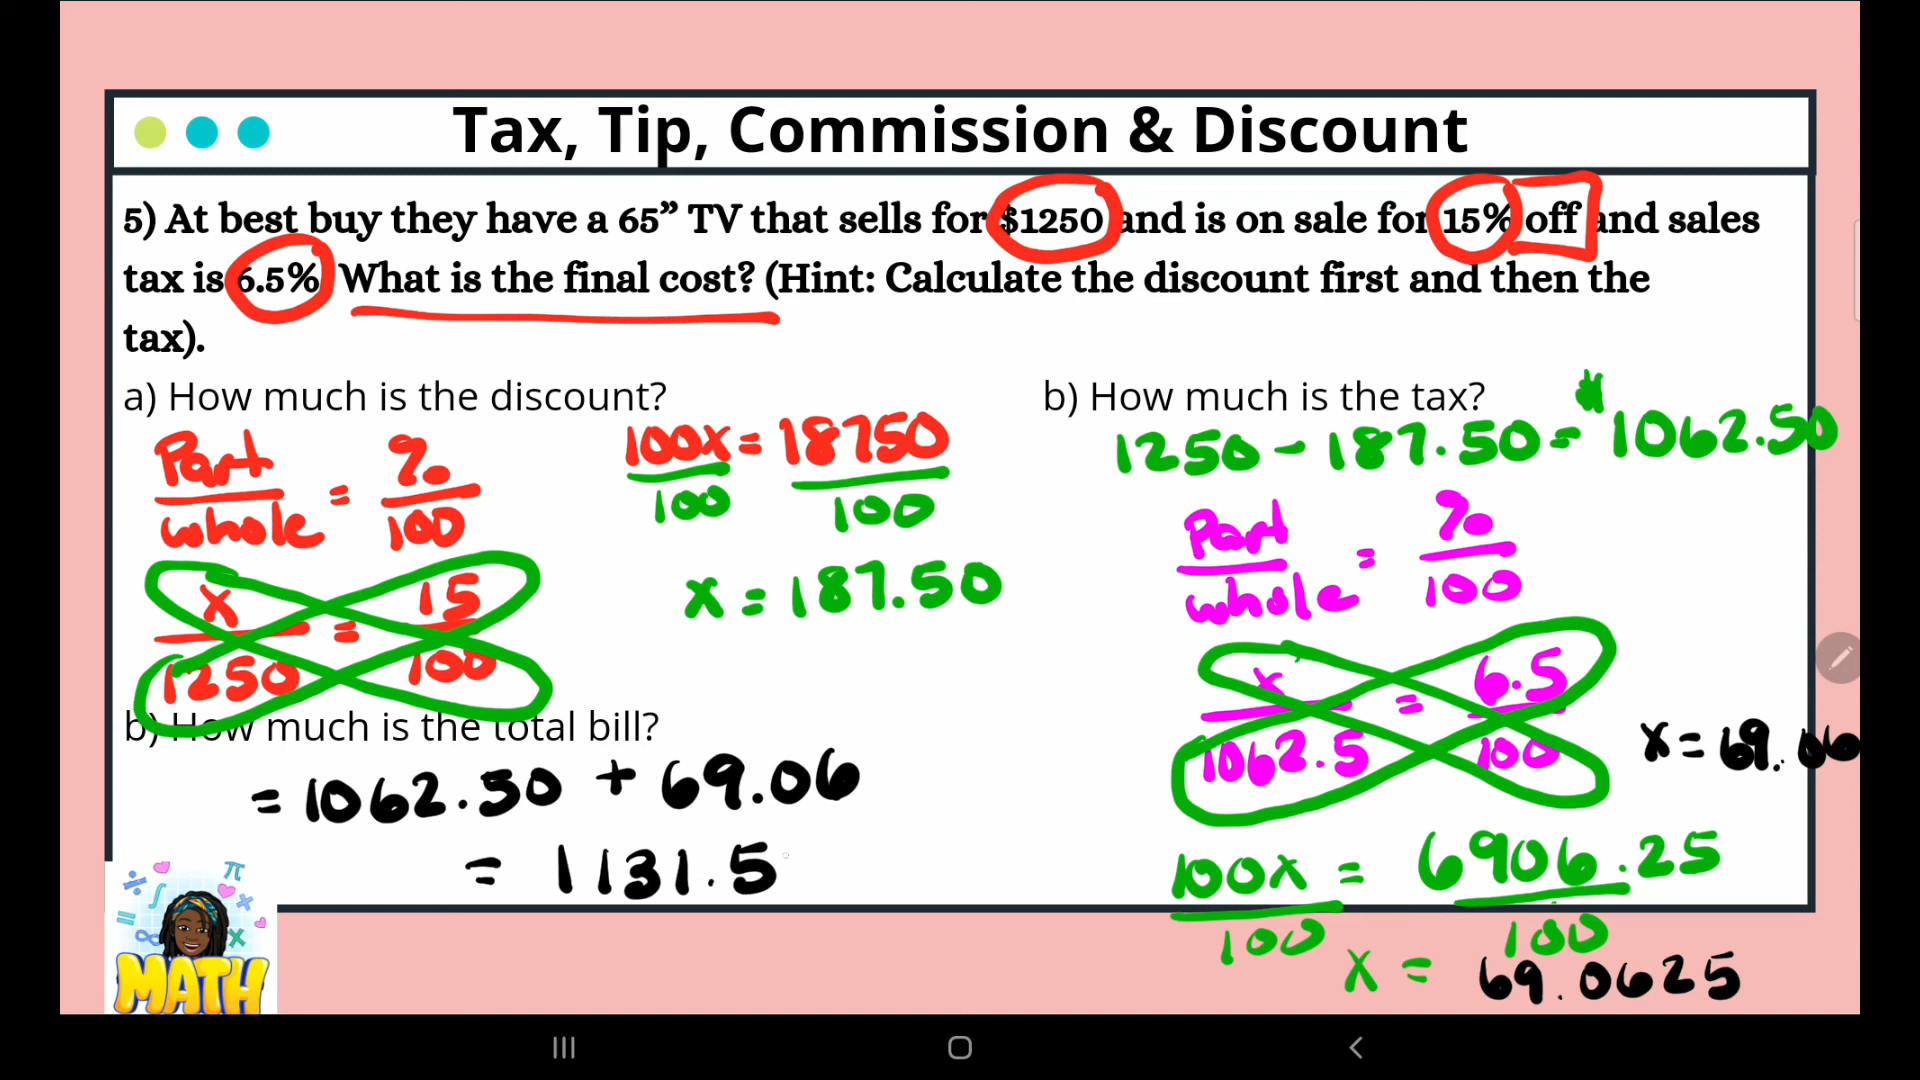 Tax, Tip, Commission & Discount
5) At best buy they have a 65” TV that sells for $1250 and is on sale for 15% off and sales
tax is 6.5% What is the final cost? (Hint: Calculate the discount first and then the
tax).
a) How much is the discount?
Part = %
whole 100
x = 15
1250 100
100x = 18750
100 100
x = 187.50
b) How much is the total bill?
= 1062.50 + 69.06
= 1131.5
b) How much is the tax?
1250 - 187.50 = 1062.50
Part = %
whole 100
x = 6.5
1062.5 100
x = 69.06
100x = 6906.25
100 100
x = 69.0625
MATH